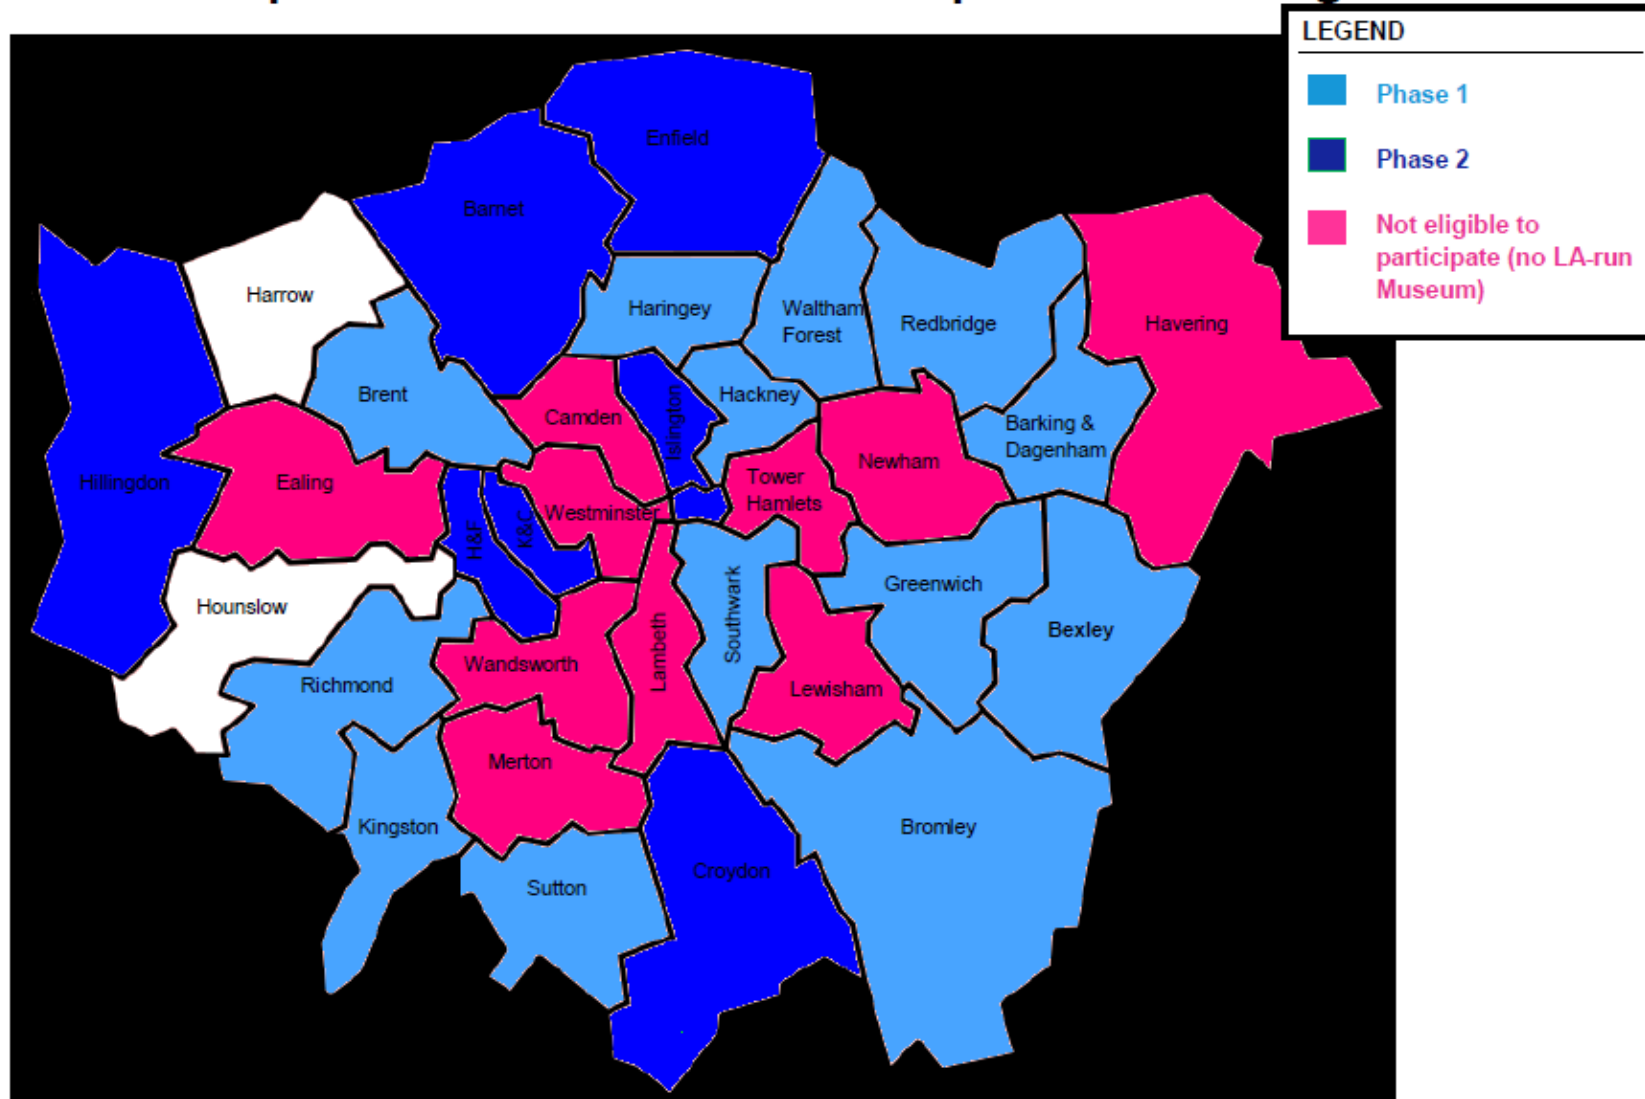 LEGEND
Phase 1
Phase 2
Not eligible to
participate (no LA-run
Museum)
Enfield
Barnet
Harrow
Haringey
Waltham
Forest
Redbridge
Havering
Brent
Hackney
Camden
Islington
Barking &
Dagenham
Hillingdon
Ealing
Newham
Tower
Hamlets
Westminster
H&F
K&C
Hounslow
Greenwich
Southwark
Bexley
Lambeth
Wandsworth
Richmond
Lewisham
Merton
Kingston
Bromley
Croydon
Sutton